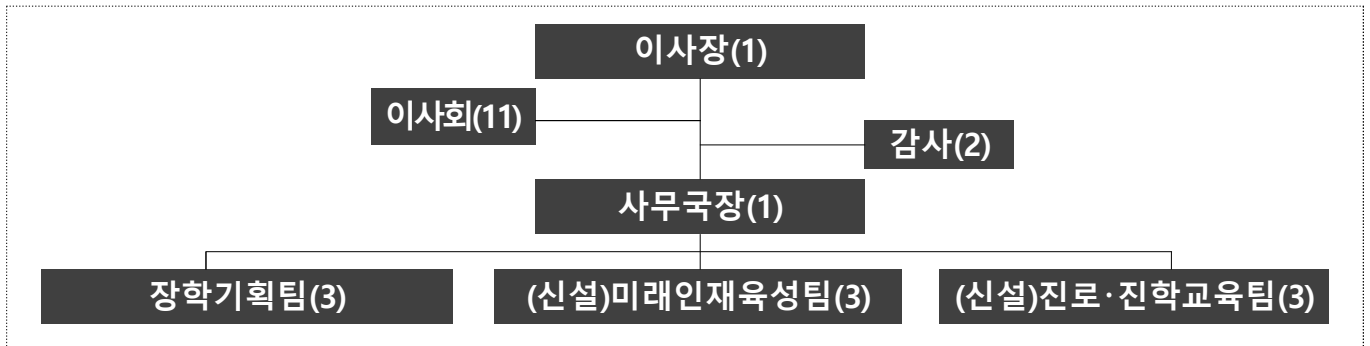 이사장(1)
이사회(11)
감사(2)
사무국장(1)
장학기획팀(3)
(신설)미래인재육성팀(3)
(신설)진로·진학교육팀(3)